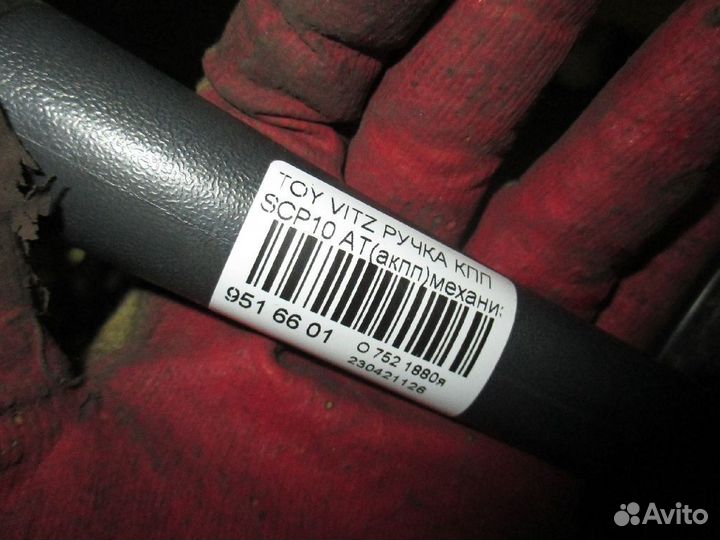 TOY VITZ РУЧКА КПП
SCP10 AT(акпп)механи:
951 66 01
О 752 1880я
230421126
Avito